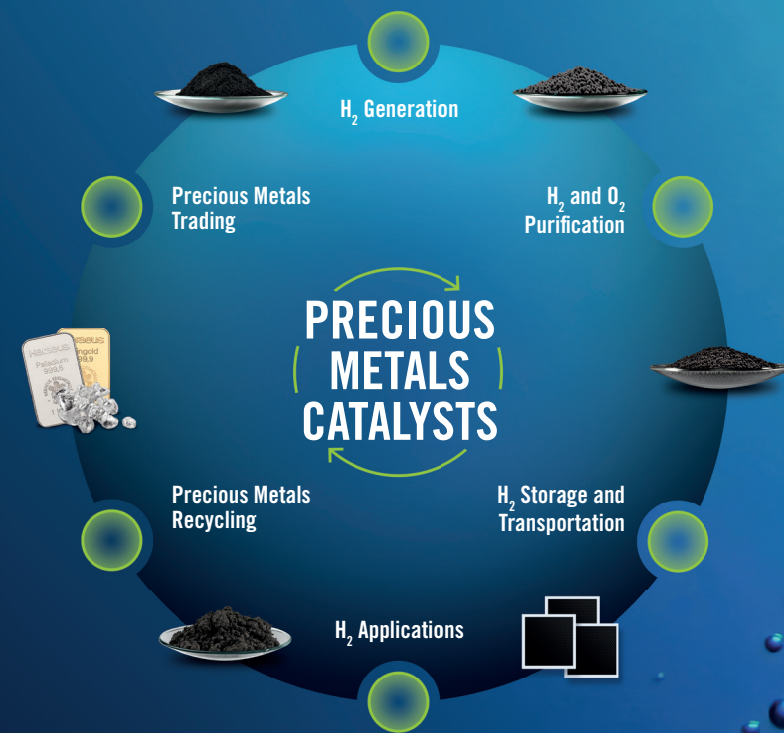 H₂ Generation
Precious Metals
Trading
H₂ and O₂
Purification
PRECIOUS
METALS
CATALYSTS
Heraeus
Palladium
999,5
Heraeus
Feingold
999,9
Precious Metals
Recycling
H₂ Storage and
Transportation
H₂ Applications